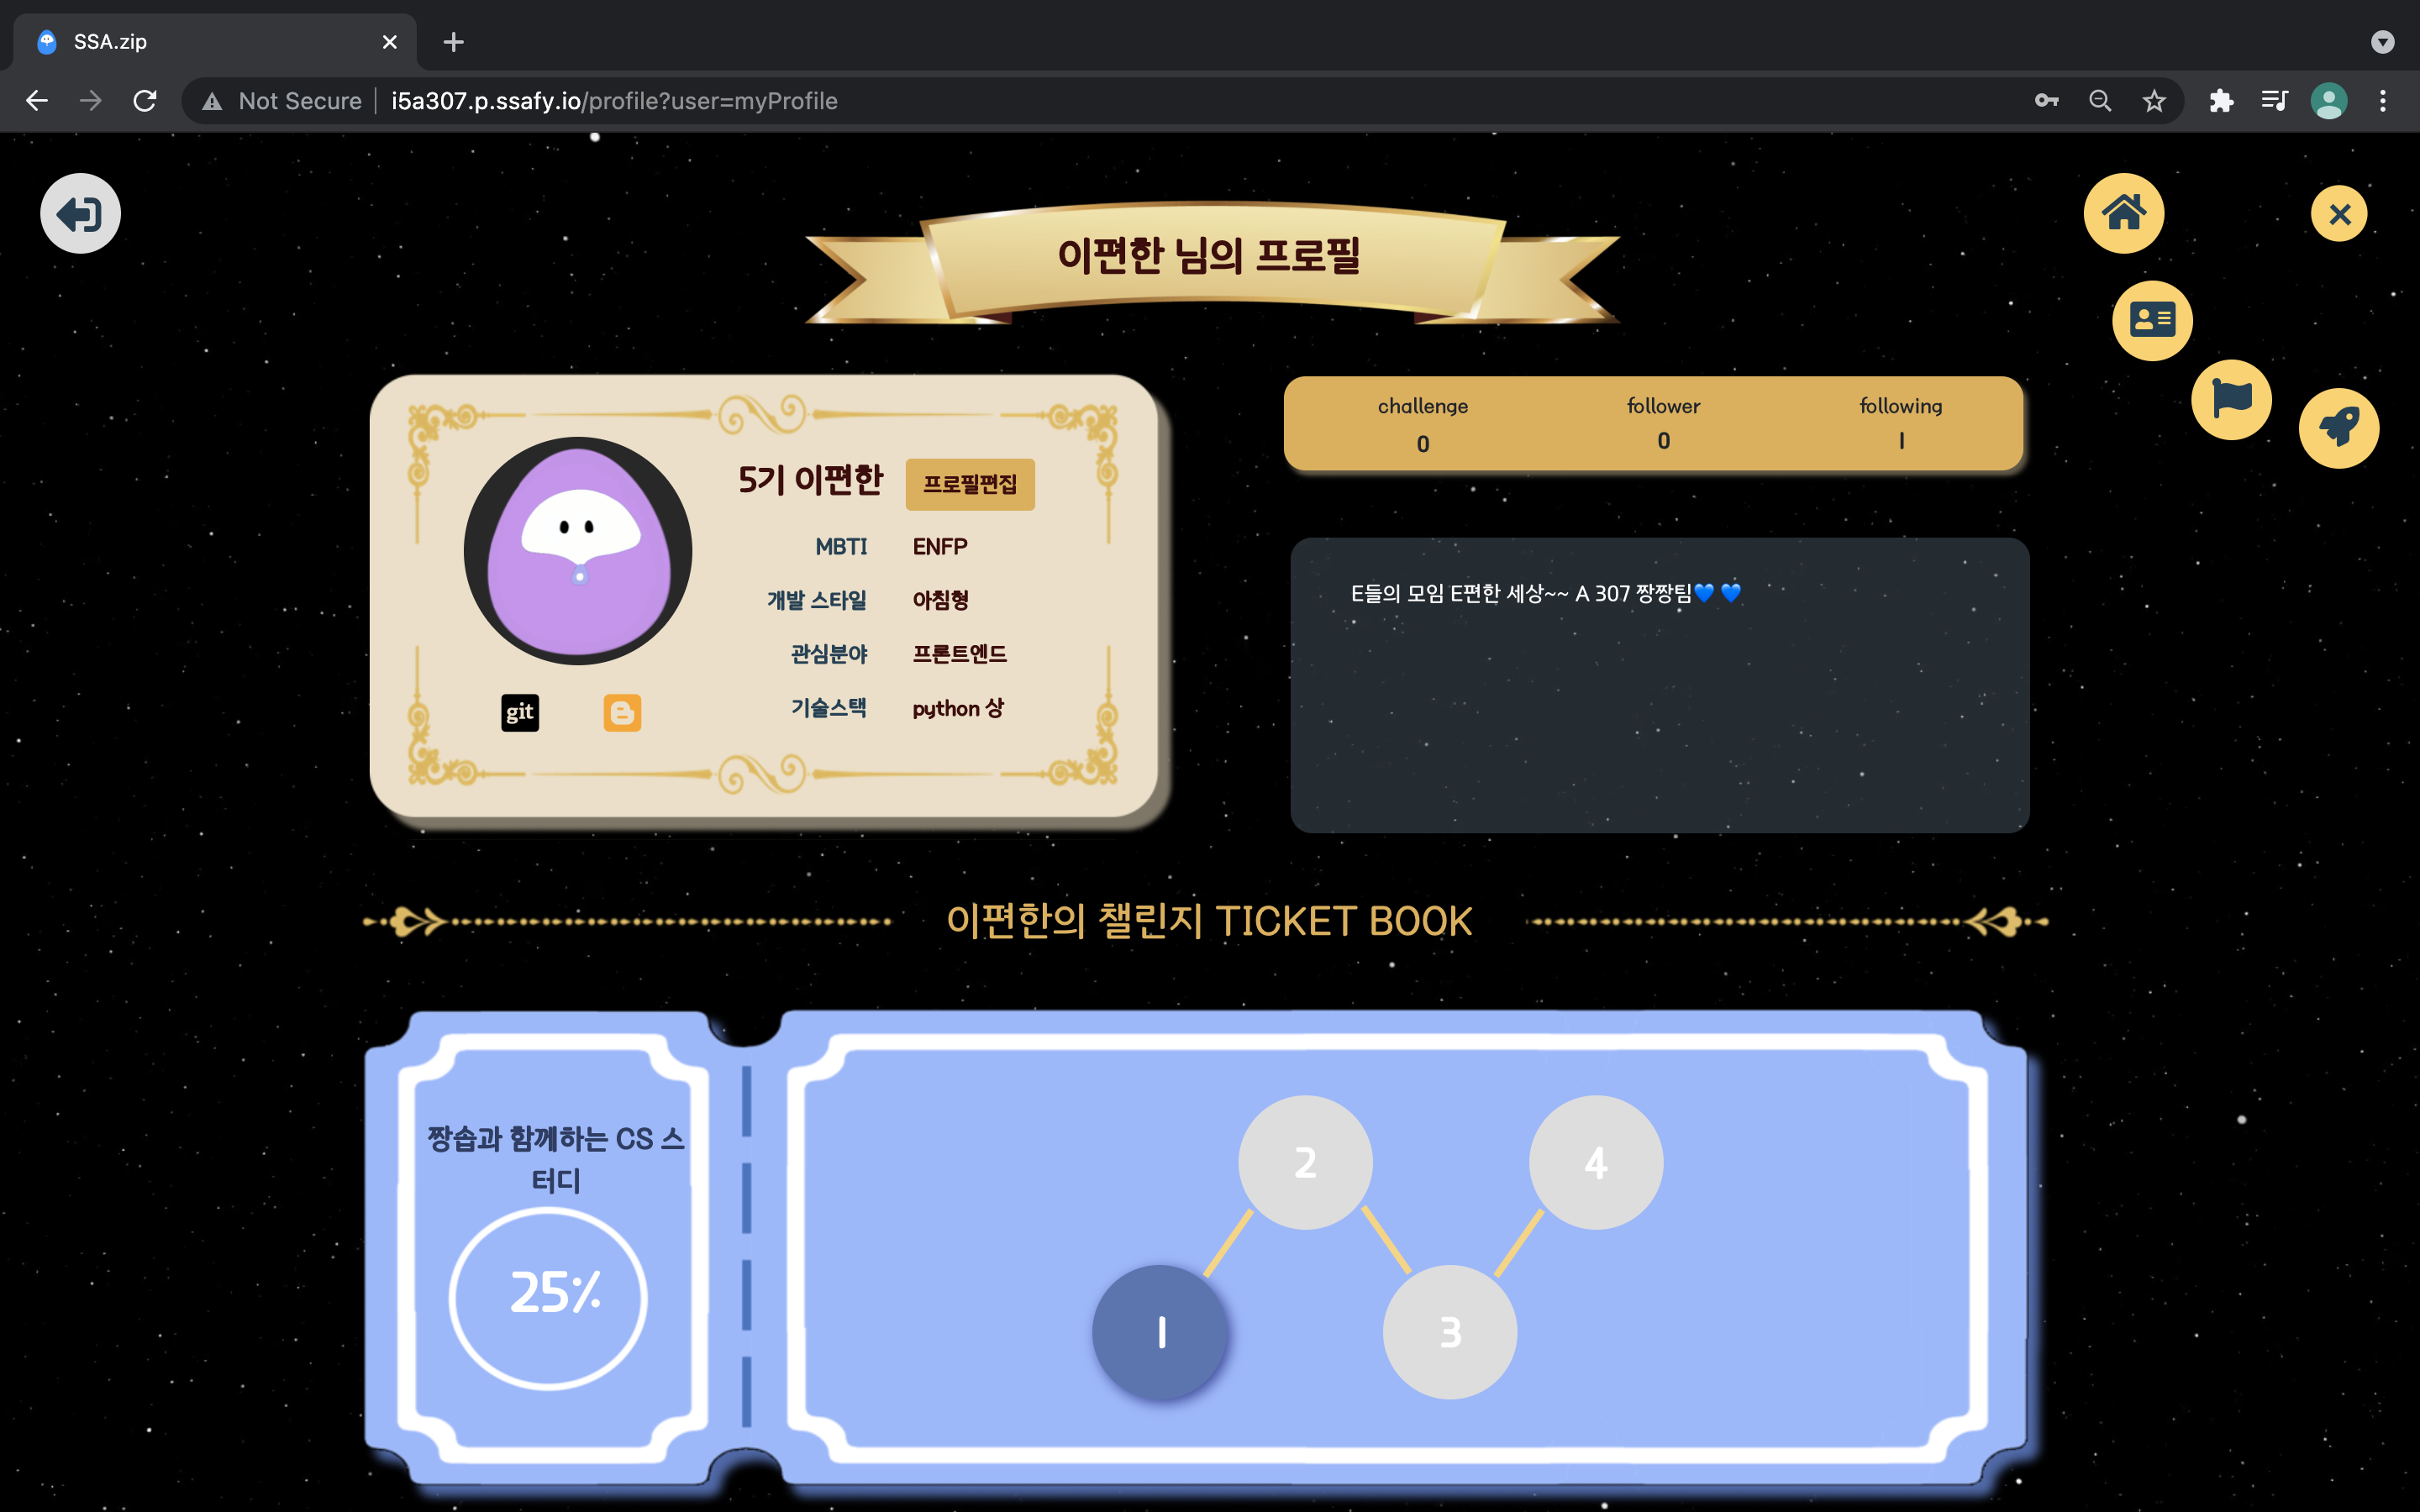 SSA.zip
Not Secure i5a307.p.ssafy.io/profile?user=myProfile
이편한 님의 프로필
challenge follower following
0 0 1
5기 이편한 프로필편집
MBTI ENFP
개발 스타일 아침형
관심분야 프론트엔드
기술스택 python 상
git
E들의 모임 E편한 세상~~ A 307 짱짱팀💙 💙
이편한의 챌린지 TICKET BOOK
짱솝과 함께하는 CS 스
터디
25%
2 4
1 3